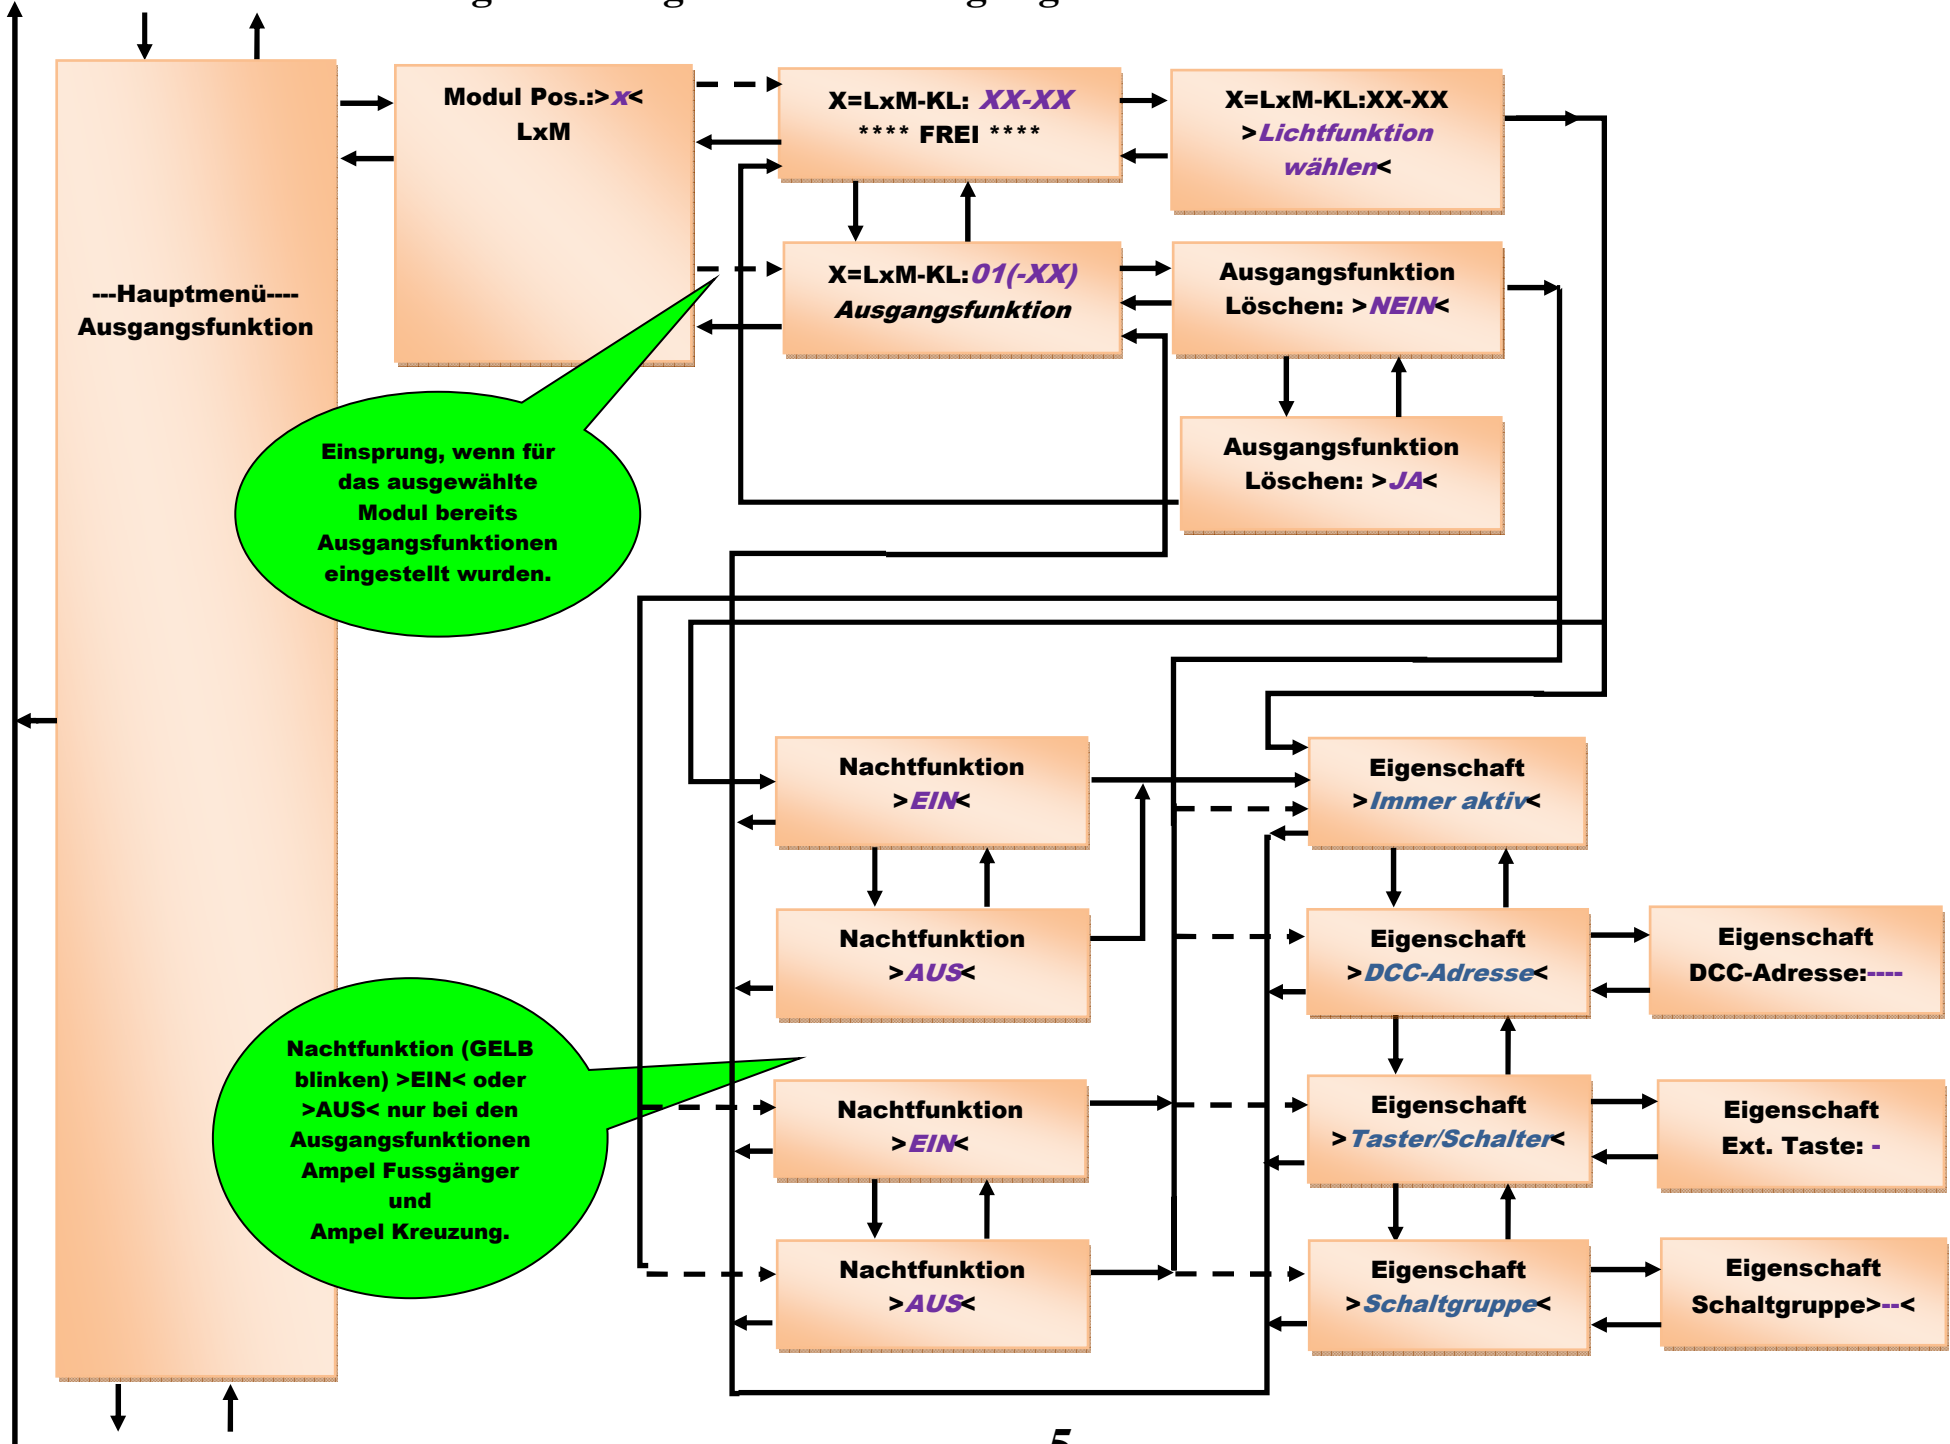 ---Hauptmenü----
Ausgangsfunktion
Modul Pos.:>x<
LxM
X=LxM-KL: XX-XX
**** FREI ****
X=LxM-KL:XX-XX
>Lichtfunktion
wählen<
X=LxM-KL:01(-XX)
Ausgangsfunktion
Ausgangsfunktion
Löschen: >NEIN<
Ausgangsfunktion
Löschen: >JA<
Einsprung, wenn für
das ausgewählte
Modul bereits
Ausgangsfunktionen
eingestellt wurden.
Nachtfunktion
>EIN<
Eigenschaft
>Immer aktiv<
Nachtfunktion
>AUS<
Eigenschaft
>DCC-Adresse<
Eigenschaft
DCC-Adresse:----
Nachtfunktion (GELB
blinken) >EIN< oder
>AUS< nur bei den
Ausgangsfunktionen
Ampel Fussgänger
und
Ampel Kreuzung.
Nachtfunktion
>EIN<
Eigenschaft
>Taster/Schalter<
Eigenschaft
Ext. Taste: -
Nachtfunktion
>AUS<
Eigenschaft
>Schaltgruppe<
Eigenschaft
Schaltgruppe>--<
5